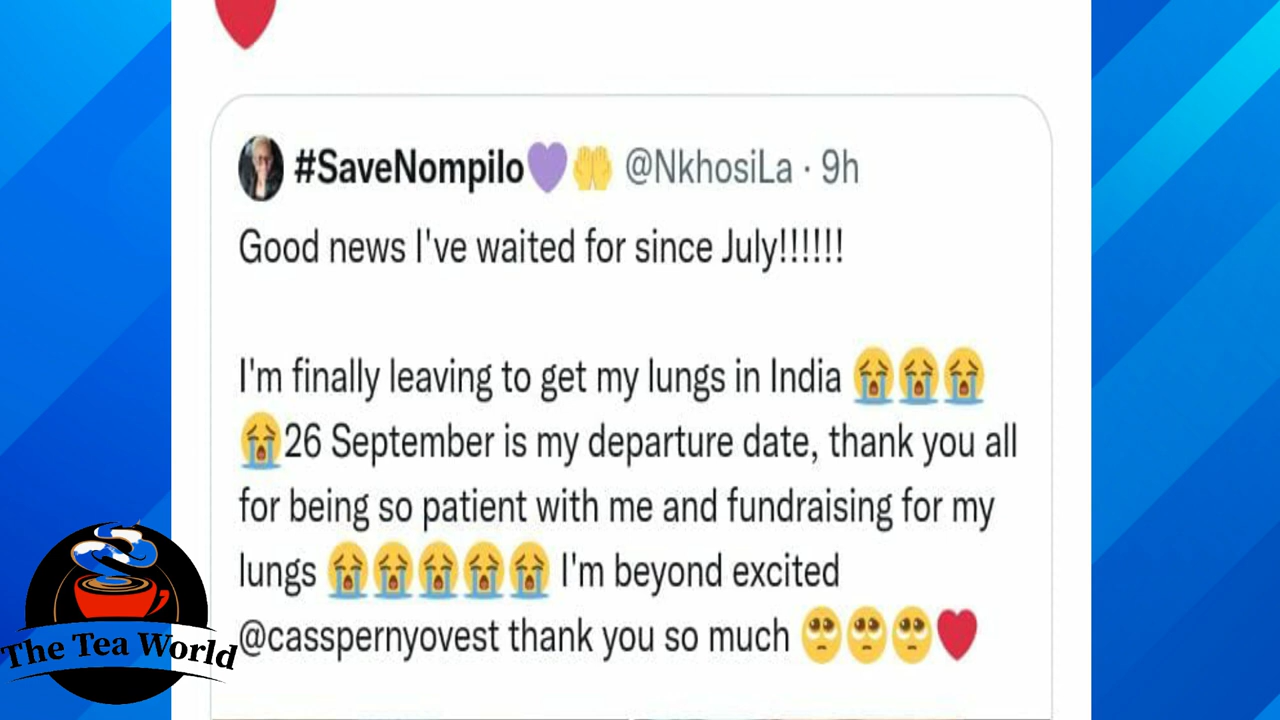 #SaveNompilo💜🤲 @NkhosiLa · 9h
Good news I've waited for since July!!!!!!
I'm finally leaving to get my lungs in India 😭😭😭
😭26 September is my departure date, thank you all
for being so patient with me and fundraising for my
lungs 😭😭😭😭😭 I'm beyond excited
@casspernyovest thank you so much 🥺🥺🥺❤️
The Tea World